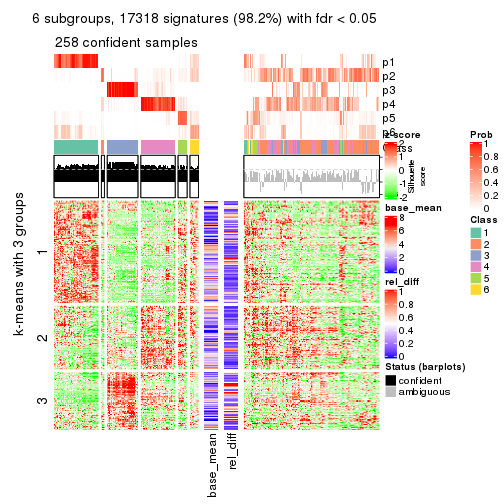 6 subgroups, 17318 signatures (98.2%) with fdr < 0.05
258 confident samples
p1
p2
p3
p4
p5
p6
Class
Silhouette score
k-means with 3 groups
1
2
3
base_mean
rel_diff
z_score
2
1
0
-1
-2
base_mean
8
6
4
2
0
rel_diff
1
0.8
0.6
0.4
0.2
0
Status (barplots)
confident
ambiguous
Prob
1
0.8
0.6
0.4
0.2
0
Class
1
2
3
4
5
6